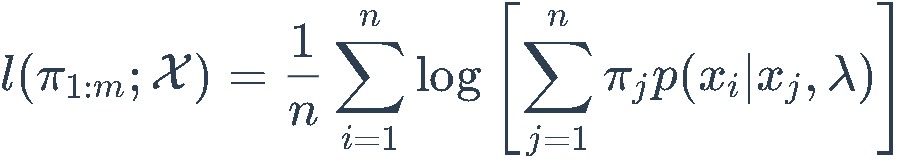 l(π_{1:m}; 𝒳) = \frac{1}{n} \sum_{i=1}^{n} \log \left[ \sum_{j=1}^{n} π_j p(x_i|x_j, λ) \right]